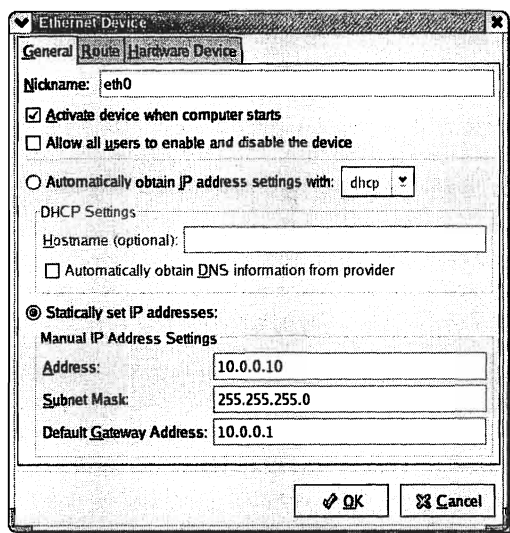 Ethernet Device
General Route Hardware Device
Nickname: eth0
Activate device when computer starts
Allow all users to enable and disable the device
Automatically obtain IP address settings with: dhcp
DHCP Settings
Hostname (optional):
Automatically obtain DNS information from provider
Statically set IP addresses:
Manual IP Address Settings
Address: 10.0.0.10
Subnet Mask: 255.255.255.0
Default Gateway Address: 10.0.0.1
OK Cancel